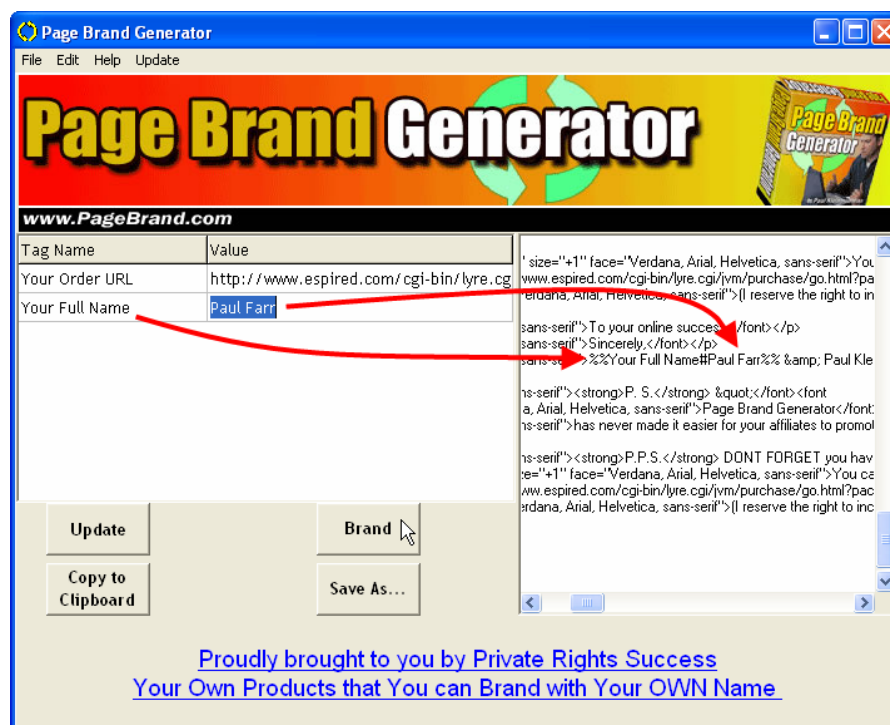 Page Brand Generator
File Edit Help Update
Page Brand Generator
Page Brand
Generator
www.PageBrand.com
Tag Name Value
Your Order URL http://www.espired.com/cgi-bin/lyre.cg
Your Full Name Paul Farr
' size="+1" face="Verdana, Arial, Helvetica, sans-serif">You
www.espired.com/cgi-bin/lyre.cgi/jvm/purchase/go.html?pa
erdana, Arial, Helvetica, sans-serif">(I reserve the right to in
sans-serif">To your online success,</font></p>
sans-serif">Sincerely,</font></p>
sans-serif">%%Your Full Name#Paul Farr%% &amp; Paul Kle
ns-serif"><strong>P. S.</strong> &quot;</font><font
a, Arial, Helvetica, sans-serif">Page Brand Generator</font>
ns-serif">has never made it easier for your affiliates to promot
ns-serif"><strong>P.P.S.</strong> DONT FORGET you hav
ze="+1" face="Verdana, Arial, Helvetica, sans-serif">You ca
ww.espired.com/cgi-bin/lyre.cgi/jvm/purchase/go.html?pac
erdana, Arial, Helvetica, sans-serif">(I reserve the right to inc
Update Brand
Copy to
Clipboard
Save As...
Proudly brought to you by Private Rights Success
Your Own Products that You can Brand with Your OWN Name